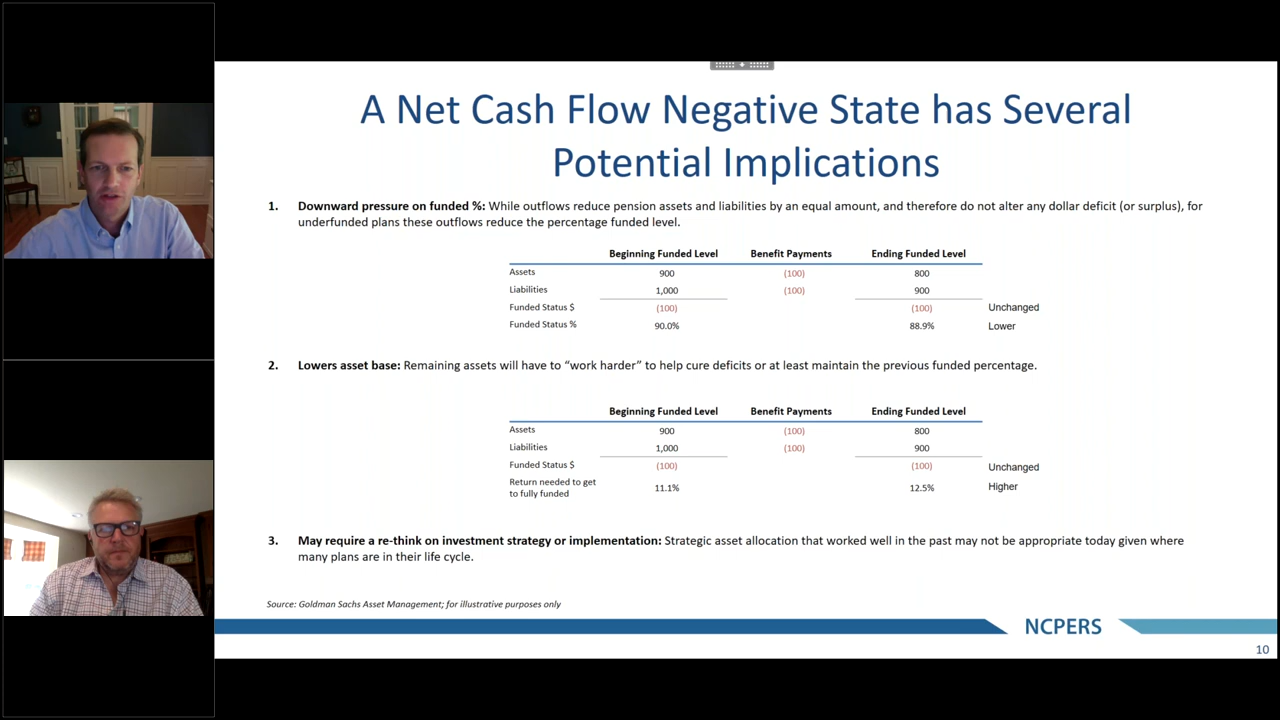 A Net Cash Flow Negative State has Several
Potential Implications
1. Downward pressure on funded %: While outflows reduce pension assets and liabilities by an equal amount, and therefore do not alter any dollar deficit (or surplus), for
underfunded plans these outflows reduce the percentage funded level.
Beginning Funded Level Benefit Payments Ending Funded Level
Assets 900 (100) 800
Liabilities 1,000 (100) 900
Funded Status $ (100) (100) Unchanged
Funded Status % 90.0% 88.9% Lower
2. Lowers asset base: Remaining assets will have to “work harder” to help cure deficits or at least maintain the previous funded percentage.
Beginning Funded Level Benefit Payments Ending Funded Level
Assets 900 (100) 800
Liabilities 1,000 (100) 900
Funded Status $ (100) (100) Unchanged
Return needed to get
to fully funded 11.1% 12.5% Higher
3. May require a re-think on investment strategy or implementation: Strategic asset allocation that worked well in the past may not be appropriate today given where
many plans are in their life cycle.
Source: Goldman Sachs Asset Management; for illustrative purposes only
NCPERS
10